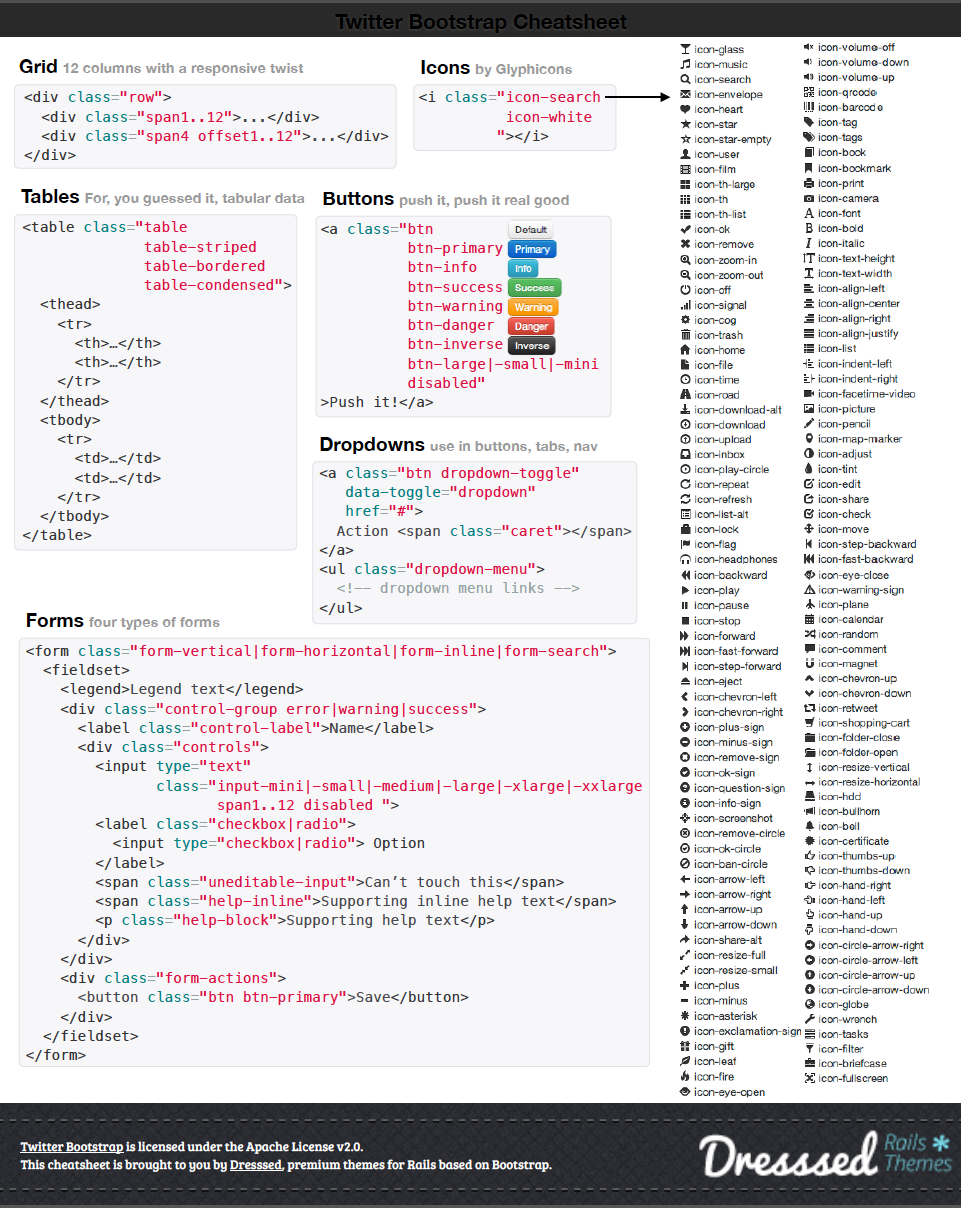 Twitter Bootstrap Cheatsheet
Grid 12 columns with a responsive twist
<div class="row">
  <div class="span1..12">...</div>
  <div class="span4 offset1..12">...</div>
</div>
Icons by Glyphicons
<i class="icon-search
          icon-white
         "></i>
Tables For, you guessed it, tabular data
<table class="table
              table-striped
              table-bordered
              table-condensed">
  <thead>
    <tr>
      <th>…</th>
      <th>…</th>
    </tr>
  </thead>
  <tbody>
    <tr>
      <td>…</td>
      <td>…</td>
    </tr>
  </tbody>
</table>
Buttons push it, push it real good
<a class="btn Default
          btn-primary Primary
          btn-info Info
          btn-success Success
          btn-warning Warning
          btn-danger Danger
          btn-inverse Inverse
          btn-large|-small|-mini
          disabled"
>Push it!</a>
Dropdowns use in buttons, tabs, nav
<a class="btn dropdown-toggle"
   data-toggle="dropdown"
   href="#">
  Action <span class="caret"></span>
</a>
<ul class="dropdown-menu">
  <!-- dropdown menu links -->
</ul>
Forms four types of forms
<form class="form-vertical|form-horizontal|form-inline|form-search">
  <fieldset>
    <legend>Legend text</legend>
    <div class="control-group error|warning|success">
      <label class="control-label">Name</label>
      <div class="controls">
        <input type="text"
               class="input-mini|-small|-medium|-large|-xlarge|-xxlarge
                      span1..12 disabled ">
        <label class="checkbox|radio">
          <input type="checkbox|radio"> Option
        </label>
        <span class="uneditable-input">Can’t touch this</span>
        <span class="help-inline">Supporting inline help text</span>
        <p class="help-block">Supporting help text</p>
      </div>
    </div>
    <div class="form-actions">
      <button class="btn btn-primary">Save</button>
    </div>
  </fieldset>
</form>
icon-glass
icon-music
icon-search
icon-envelope
icon-heart
icon-star
icon-star-empty
icon-user
icon-film
icon-th-large
icon-th
icon-th-list
icon-ok
icon-remove
icon-zoom-in
icon-zoom-out
icon-off
icon-signal
icon-cog
icon-trash
icon-home
icon-file
icon-time
icon-road
icon-download-alt
icon-download
icon-upload
icon-inbox
icon-play-circle
icon-repeat
icon-refresh
icon-list-alt
icon-lock
icon-flag
icon-headphones
icon-backward
icon-play
icon-pause
icon-stop
icon-forward
icon-fast-forward
icon-step-forward
icon-eject
icon-chevron-left
icon-chevron-right
icon-plus-sign
icon-minus-sign
icon-remove-sign
icon-ok-sign
icon-question-sign
icon-info-sign
icon-screenshot
icon-remove-circle
icon-ok-circle
icon-ban-circle
icon-arrow-left
icon-arrow-right
icon-arrow-up
icon-arrow-down
icon-share-alt
icon-resize-full
icon-resize-small
icon-plus
icon-minus
icon-asterisk
icon-exclamation-sign
icon-gift
icon-leaf
icon-fire
icon-eye-open
icon-volume-off
icon-volume-down
icon-volume-up
icon-qrcode
icon-barcode
icon-tag
icon-tags
icon-book
icon-bookmark
icon-print
icon-camera
icon-font
icon-bold
icon-italic
icon-text-height
icon-text-width
icon-align-left
icon-align-center
icon-align-right
icon-align-justify
icon-list
icon-indent-left
icon-indent-right
icon-facetime-video
icon-picture
icon-pencil
icon-map-marker
icon-adjust
icon-tint
icon-edit
icon-share
icon-check
icon-move
icon-step-backward
icon-fast-backward
icon-eye-close
icon-warning-sign
icon-plane
icon-calendar
icon-random
icon-comment
icon-magnet
icon-chevron-up
icon-chevron-down
icon-retweet
icon-shopping-cart
icon-folder-close
icon-folder-open
icon-resize-vertical
icon-resize-horizontal
icon-hdd
icon-bullhorn
icon-bell
icon-certificate
icon-thumbs-up
icon-thumbs-down
icon-hand-right
icon-hand-left
icon-hand-up
icon-hand-down
icon-circle-arrow-right
icon-circle-arrow-left
icon-circle-arrow-up
icon-circle-arrow-down
icon-globe
icon-wrench
icon-tasks
icon-filter
icon-briefcase
icon-fullscreen
Twitter Bootstrap is licensed under the Apache License v2.0.
This cheatsheet is brought to you by Dresssed, premium themes for Rails based on Bootstrap.
Dresssed Rails
Themes